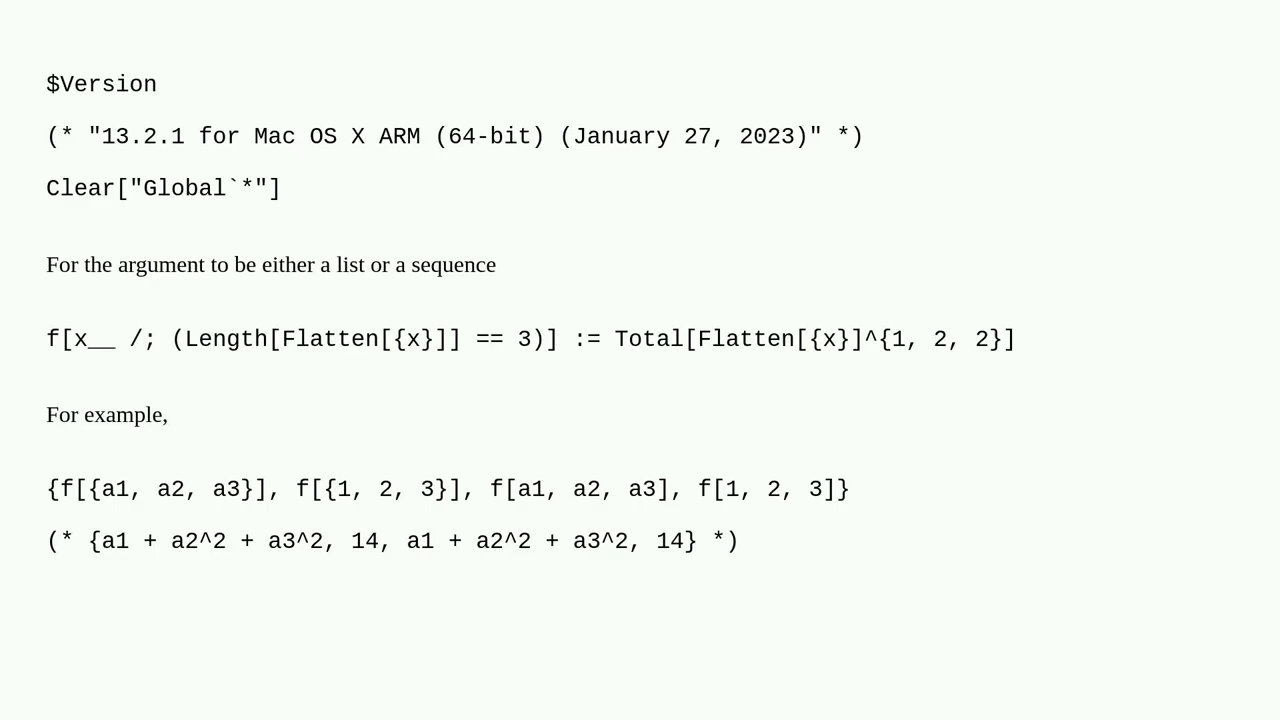 $Version
(* "13.2.1 for Mac OS X ARM (64-bit) (January 27, 2023)" *)
Clear["Global`*"]
For the argument to be either a list or a sequence
f[x__ /; (Length[Flatten[{x}]] == 3)] := Total[Flatten[{x}]^{1, 2, 2}]
For example,
{f[{a1, a2, a3}], f[{1, 2, 3}], f[a1, a2, a3], f[1, 2, 3]}
(* {a1 + a2^2 + a3^2, 14, a1 + a2^2 + a3^2, 14} *)